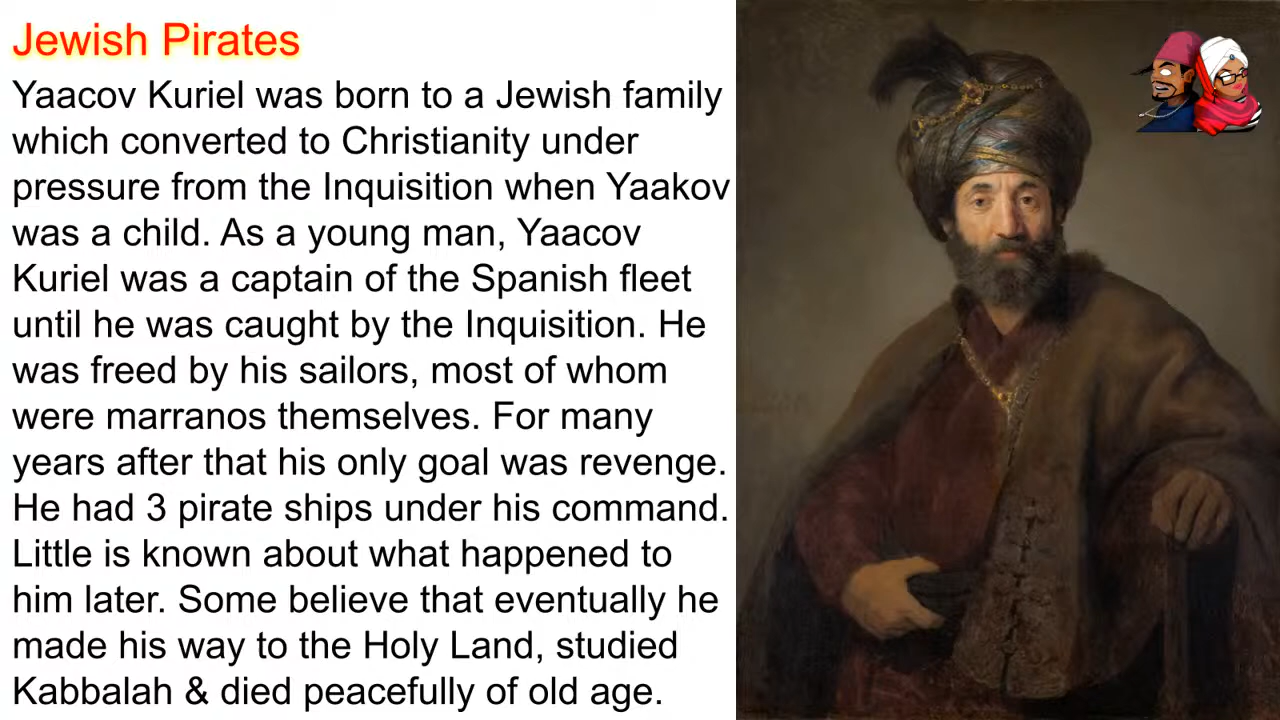 Jewish Pirates
Yaacov Kuriel was born to a Jewish family
which converted to Christianity under
pressure from the Inquisition when Yaakov
was a child. As a young man, Yaacov
Kuriel was a captain of the Spanish fleet
until he was caught by the Inquisition. He
was freed by his sailors, most of whom
were marranos themselves. For many
years after that his only goal was revenge.
He had 3 pirate ships under his command.
Little is known about what happened to
him later. Some believe that eventually he
made his way to the Holy Land, studied
Kabbalah & died peacefully of old age.